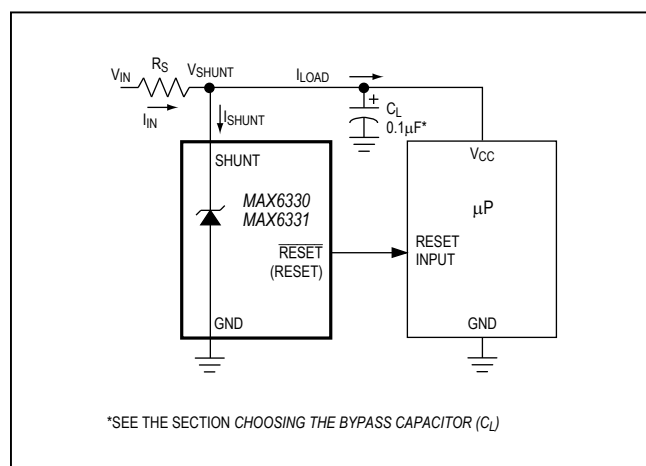 VIN
RS
VSHUNT
ILOAD
IIN
ISHUNT
+
CL
0.1µF*
SHUNT
VCC
MAX6330
MAX6331
µP
RESET
(RESET)
RESET
INPUT
GND
GND
*SEE THE SECTION CHOOSING THE BYPASS CAPACITOR (CL)